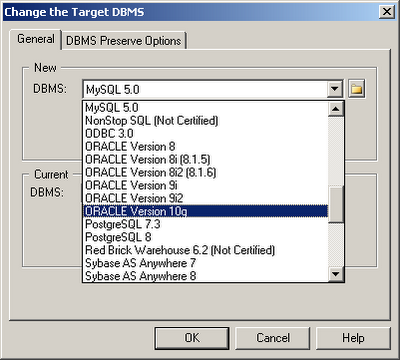 Change the Target DBMS
General
DBMS Preserve Options
New
DBMS:
MySQL 5.0
MySQL 5.0
NonStop SQL (Not Certified)
ODBC 3.0
ORACLE Version 8
ORACLE Version 8i (8.1.5)
ORACLE Version 8i2 (8.1.6)
ORACLE Version 9i
ORACLE Version 9i2
ORACLE Version 10g
PostgreSQL 7.3
PostgreSQL 8
Red Brick Warehouse 6.2 (Not Certified)
Sybase AS Anywhere 7
Sybase AS Anywhere 8
Current
DBMS:
OK
Cancel
Help